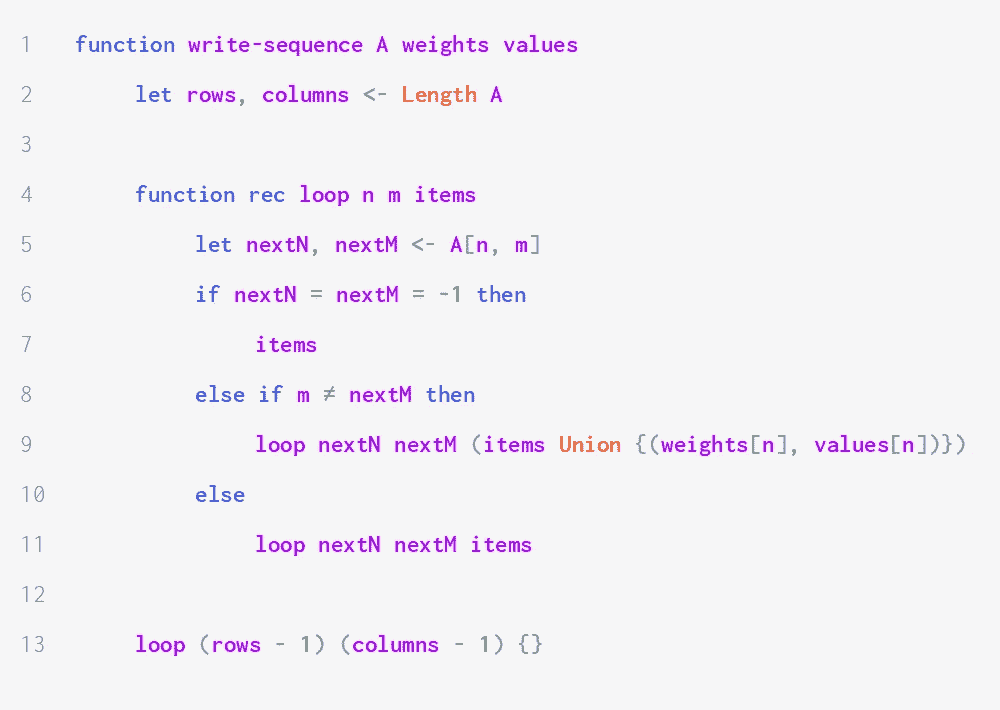 1 function write-sequence A weights values
2 let rows, columns <- Length A
3
4 function rec loop n m items
5 let nextN, nextM <- A[n, m]
6 if nextN = nextM = -1 then
7 items
8 else if m ≠ nextM then
9 loop nextN nextM (items Union {(weights[n], values[n])})
10 else
11 loop nextN nextM items
12
13 loop (rows - 1) (columns - 1) {}